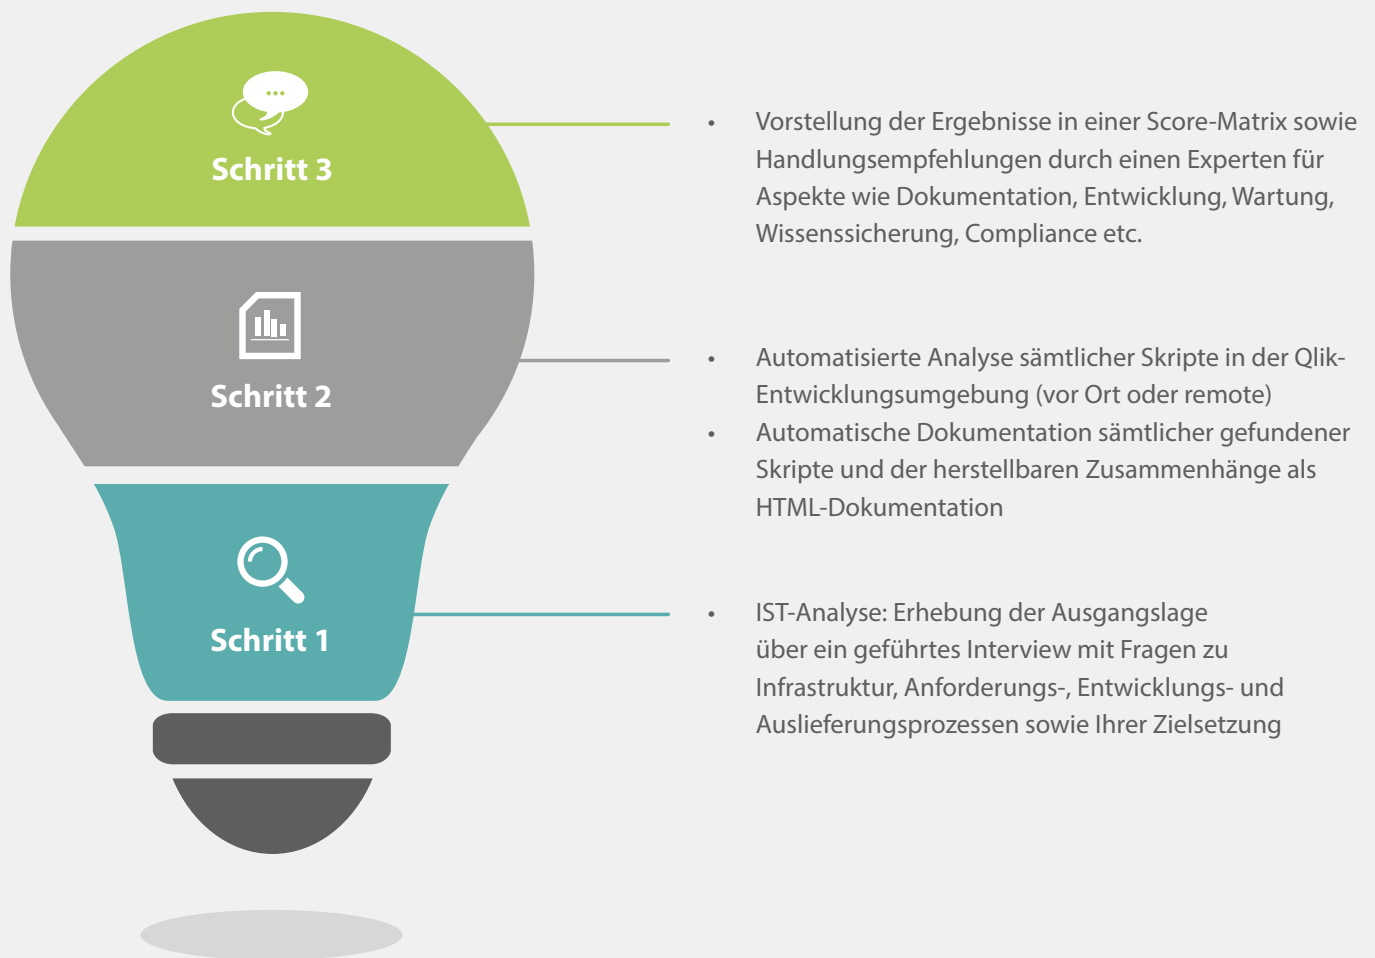 Schritt 3
• Vorstellung der Ergebnisse in einer Score-Matrix sowie
Handlungsempfehlungen durch einen Experten für
Aspekte wie Dokumentation, Entwicklung, Wartung,
Wissenssicherung, Compliance etc.
Schritt 2
• Automatisierte Analyse sämtlicher Skripte in der Qlik-
Entwicklungsumgebung (vor Ort oder remote)
• Automatische Dokumentation sämtlicher gefundener
Skripte und der herstellbaren Zusammenhänge als
HTML-Dokumentation
Schritt 1
• IST-Analyse: Erhebung der Ausgangslage
über ein geführtes Interview mit Fragen zu
Infrastruktur, Anforderungs-, Entwicklungs- und
Auslieferungsprozessen sowie Ihrer Zielsetzung